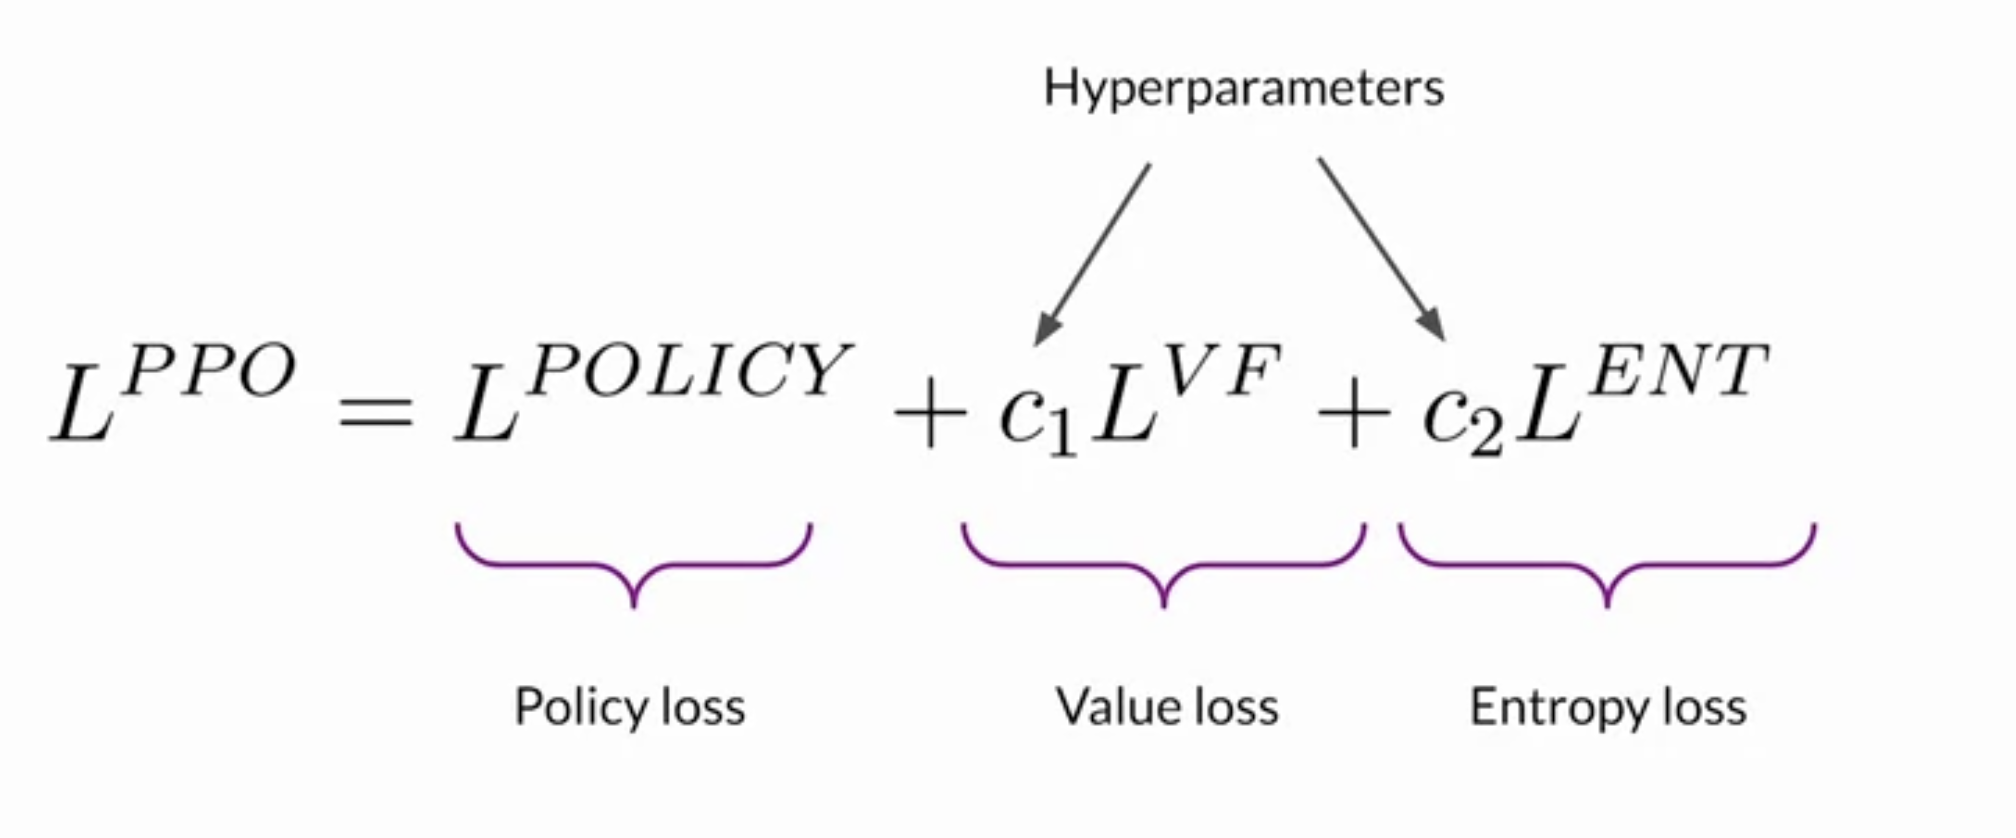 Hyperparameters
L^{PPO} = L^{POLICY} + c_1 L^{VF} + c_2 L^{ENT}
Policy loss Value loss Entropy loss